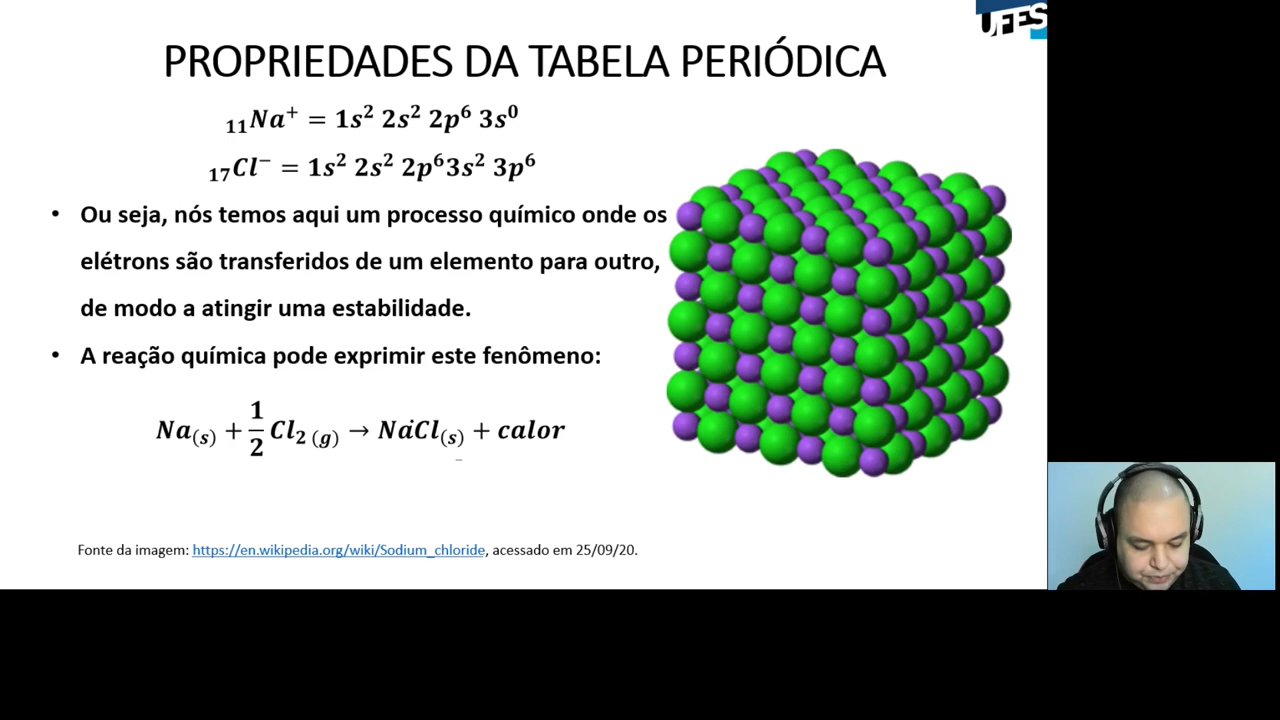 UFES
PROPRIEDADES DA TABELA PERIÓDICA
₁₁Na⁺ = 1s² 2s² 2p⁶ 3s⁰
₁₇Cl⁻ = 1s² 2s² 2p⁶3s² 3p⁶
• Ou seja, nós temos aqui um processo químico onde os
elétrons são transferidos de um elemento para outro,
de modo a atingir uma estabilidade.
• A reação química pode exprimir este fenômeno:
Na₍s₎ + 1/2 Cl₂ ₍g₎ → NaCl₍s₎ + calor
Fonte da imagem: https://en.wikipedia.org/wiki/Sodium_chloride, acessado em 25/09/20.